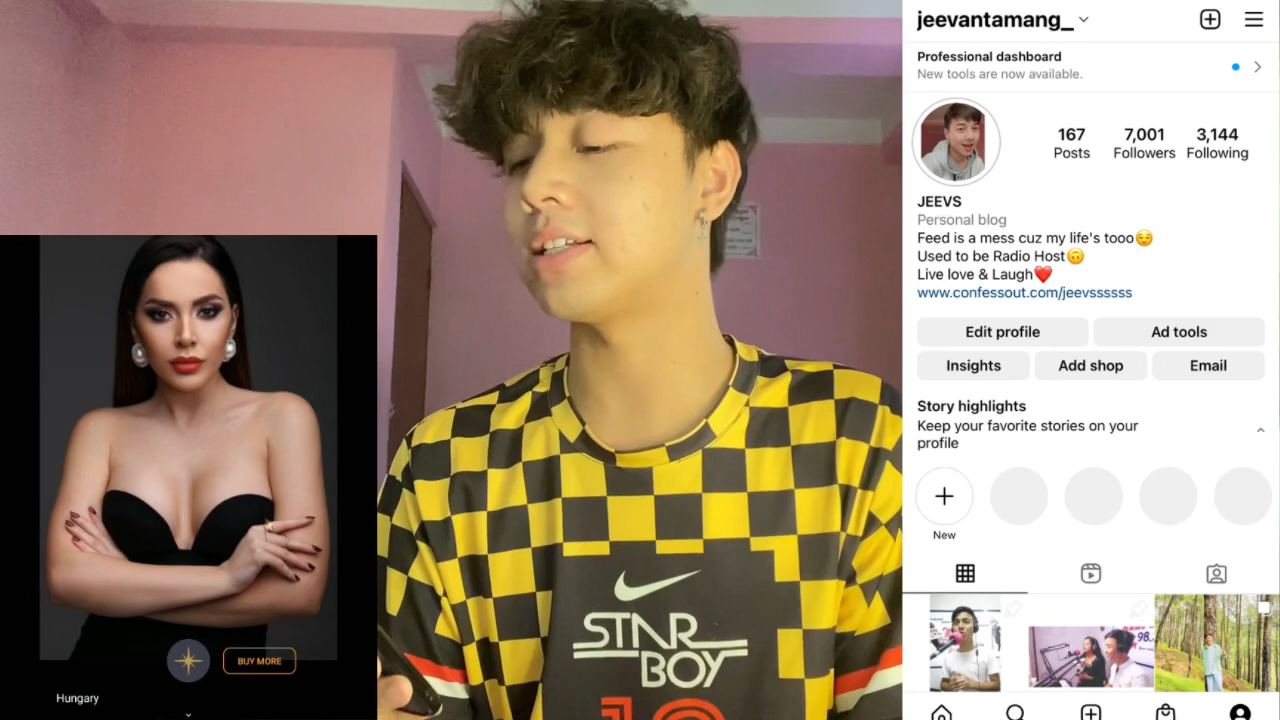 BUY MORE
Hungary
STAR
BOY
jeevantamang_
Professional dashboard
New tools are now available.
167
Posts
7,001
Followers
3,144
Following
JEEVS
Personal blog
Feed is a mess cuz my life's tooo😌
Used to be Radio Host🙃
Live love & Laugh❤️
www.confessout.com/jeevssssss
Edit profile
Ad tools
Insights
Add shop
Email
Story highlights
Keep your favorite stories on your
profile
New
98.